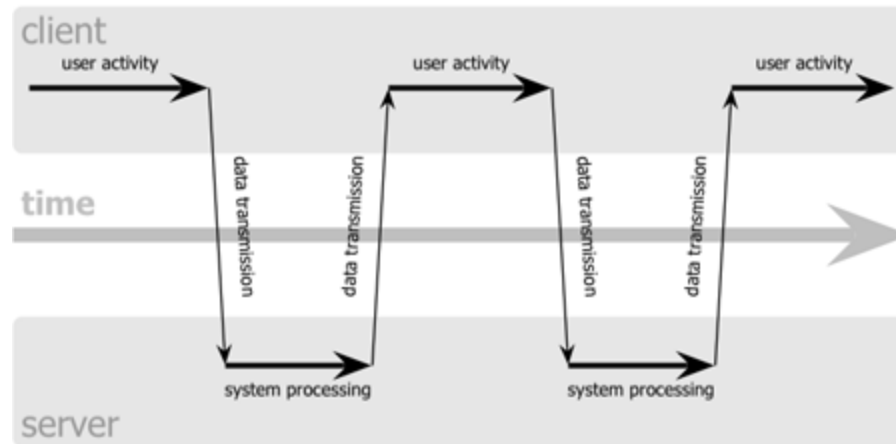 client
user activity
user activity
user activity
data transmission
data transmission
data transmission
data transmission
time
system processing
system processing
server